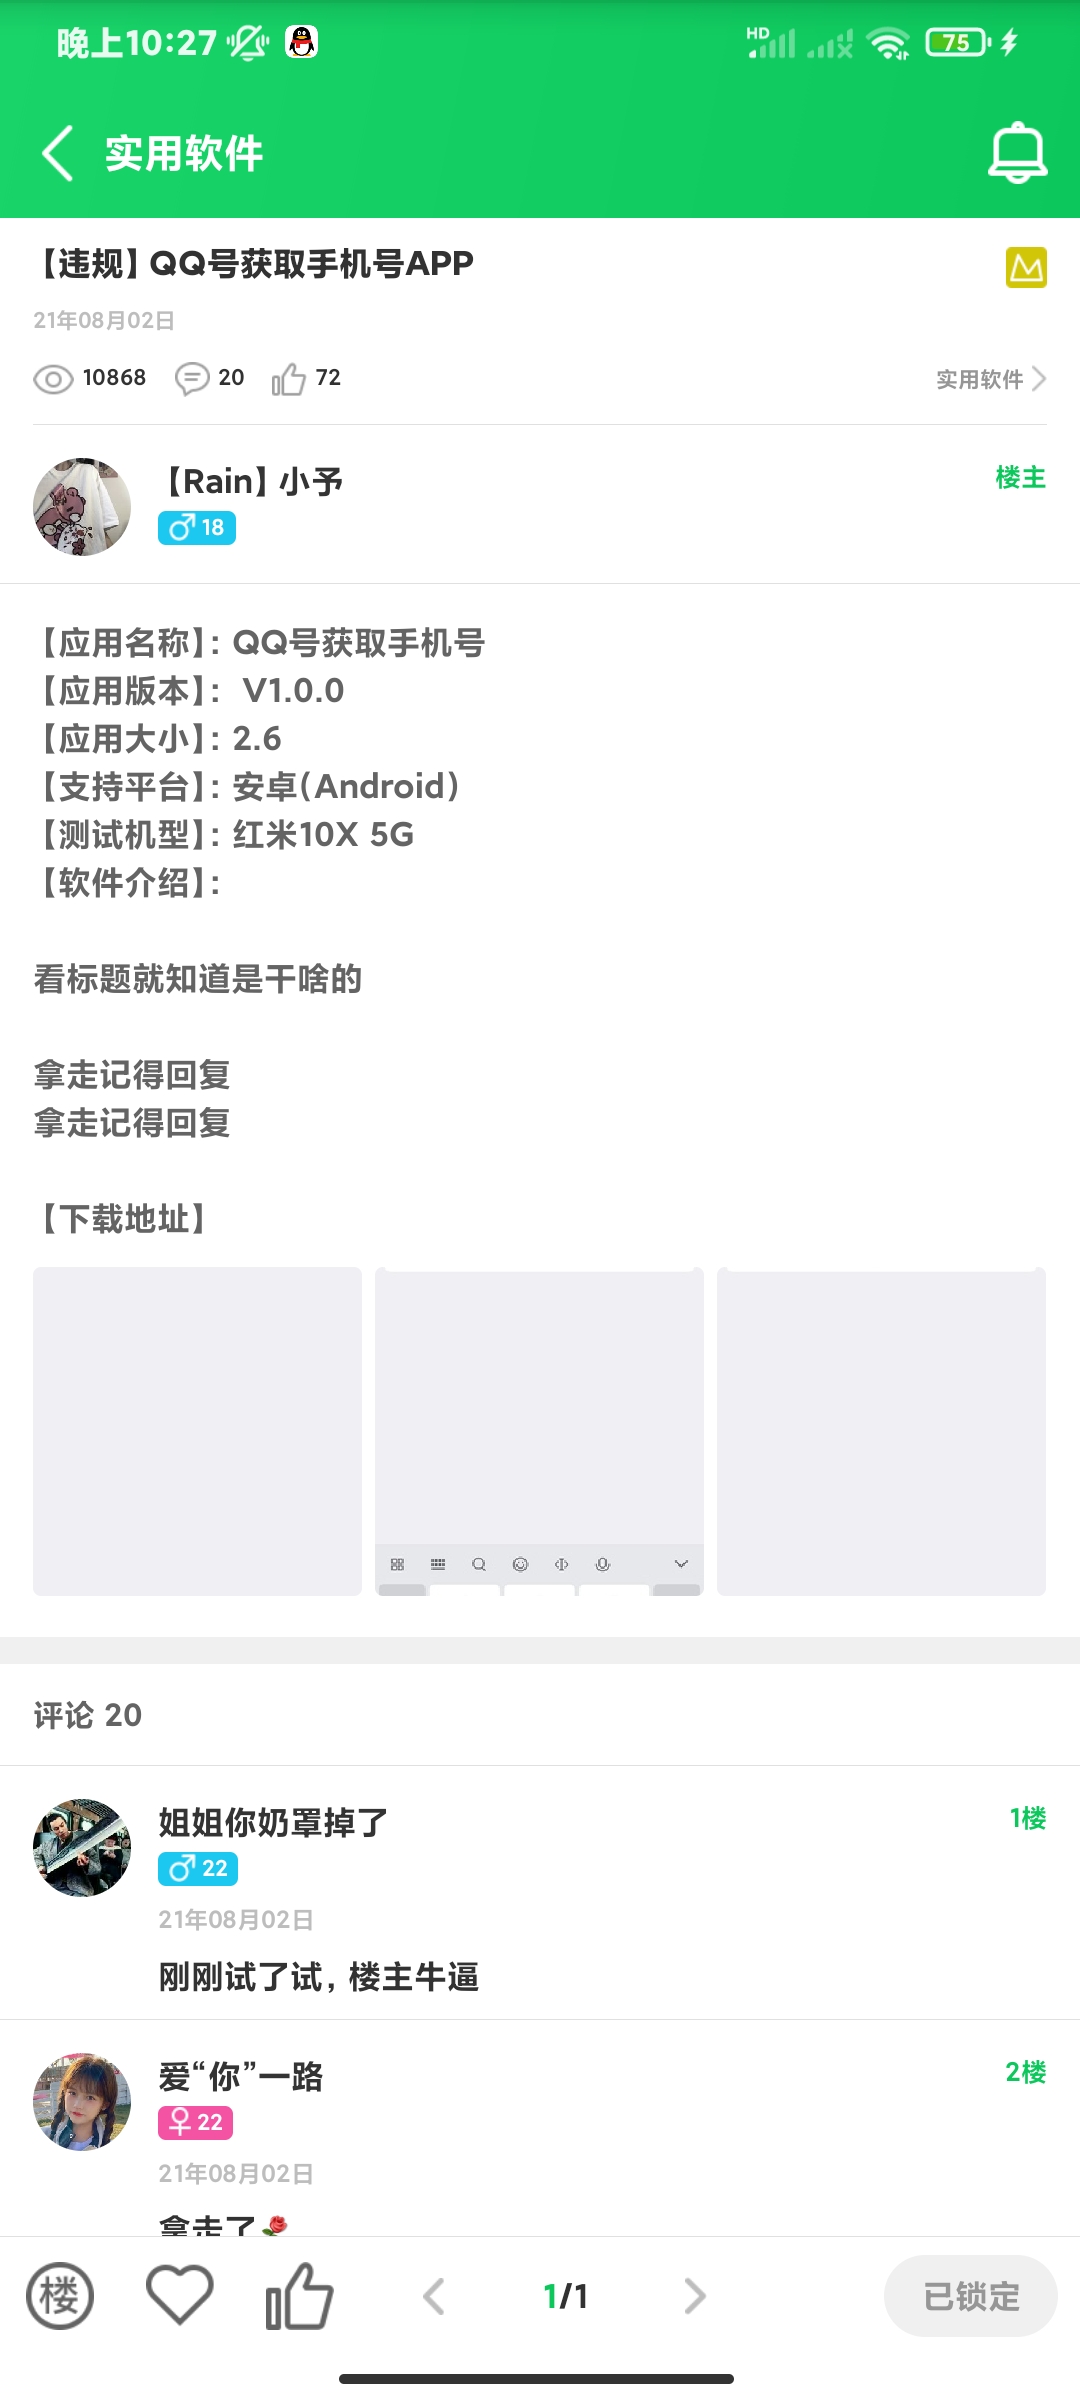 晚上10:27
HD
75
实用软件
【违规】QQ号获取手机号APP
21年08月02日
10868 20 72 实用软件
【Rain】小予 楼主
18
【应用名称】：QQ号获取手机号
【应用版本】： V1.0.0
【应用大小】：2.6
【支持平台】：安卓(Android)
【测试机型】：红米10X 5G
【软件介绍】：
看标题就知道是干啥的
拿走记得回复
拿走记得回复
【下载地址】
评论 20
姐姐你奶罩掉了 1楼
22
21年08月02日
刚刚试了试，楼主牛逼
爱“你”一路 2楼
22
21年08月02日
拿走了🌹
楼 1/1 已锁定